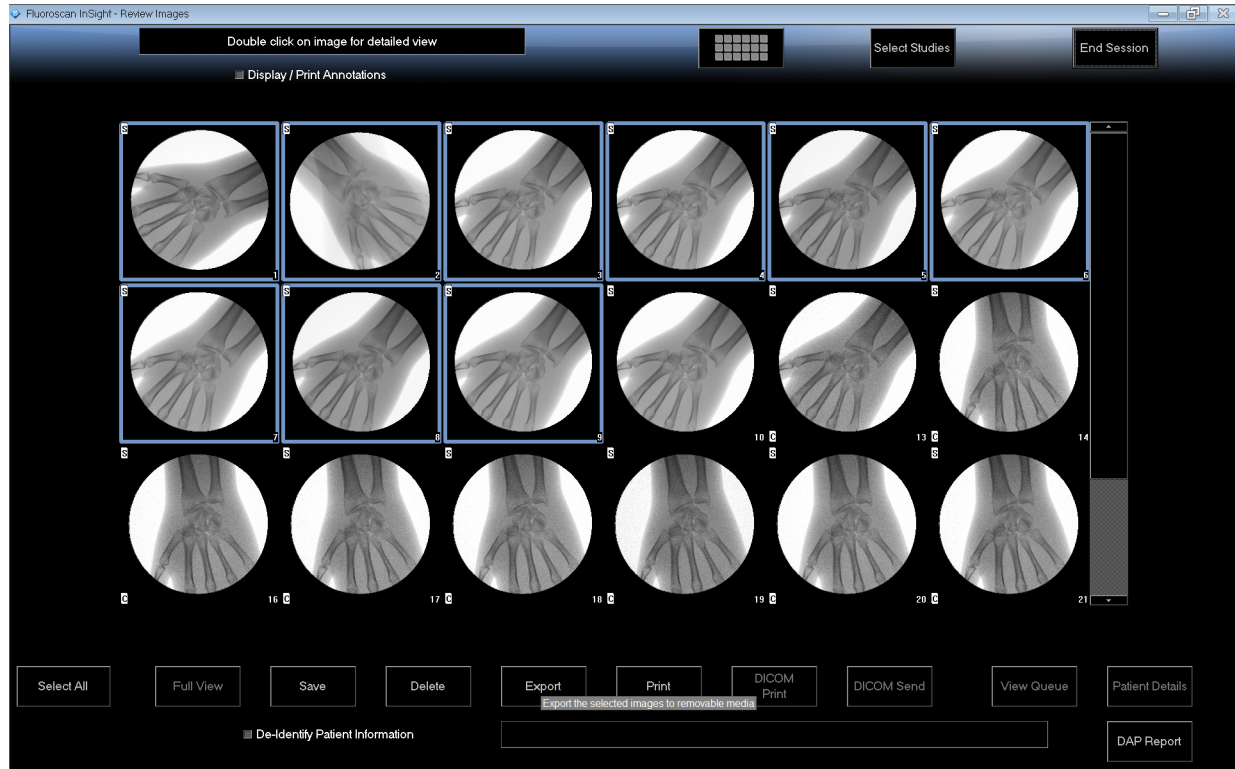 Fluoroscan InSight - Review Images
Double click on image for detailed view
Select Studies
End Session
Display / Print Annotations
S S S S S S
1 2 3 4 5 6
S S S S S S
7 8 9 10 C 13 C 14
S S S S S S
C 16 C 17 C 18 C 19 C 20 C 21
Select All
Full View
Save
Delete
Export
Print
DICOM
Print
DICOM Send
View Queue
Patient Details
Export the selected images to removable media
De-Identify Patient Information
DAP Report